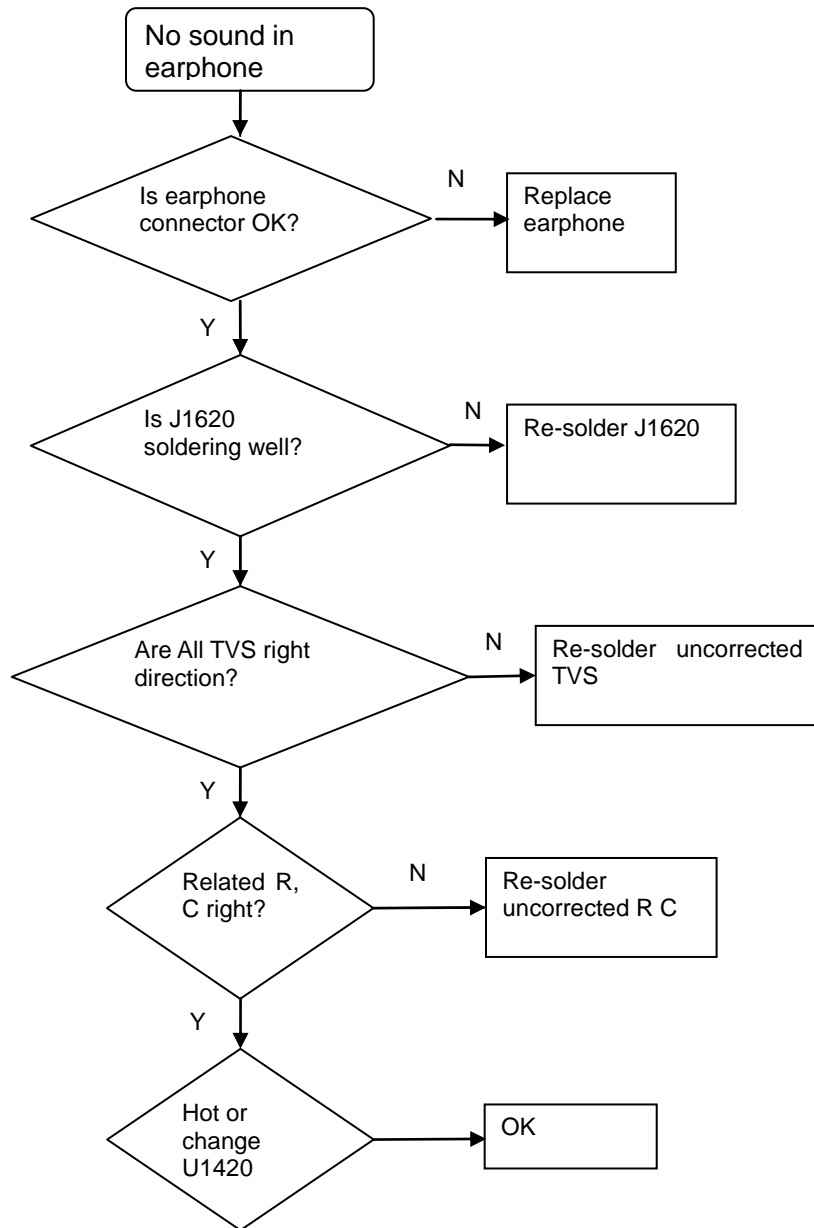 No sound in
earphone
Is earphone
connector OK?
N
Replace
earphone
Y
Is J1620
soldering well?
N
Re-solder J1620
Y
Are All TVS right
direction?
N
Re-solder uncorrected
TVS
Y
Related R,
C right?
N
Re-solder
uncorrected R C
Y
Hot or
change
U1420
OK